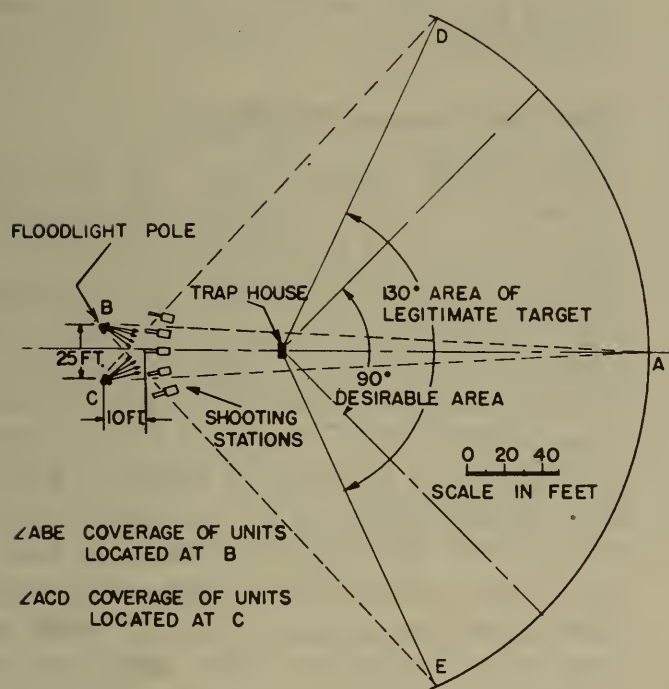 D
FLOODLIGHT POLE
B
TRAP HOUSE
130° AREA OF
LEGITIMATE TARGET
25 FT.
A
90°
DESIRABLE AREA
C
10 FT.
SHOOTING
STATIONS
0 20 40
SCALE IN FEET
∠ABE COVERAGE OF UNITS
LOCATED AT B
∠ACD COVERAGE OF UNITS
LOCATED AT C
E